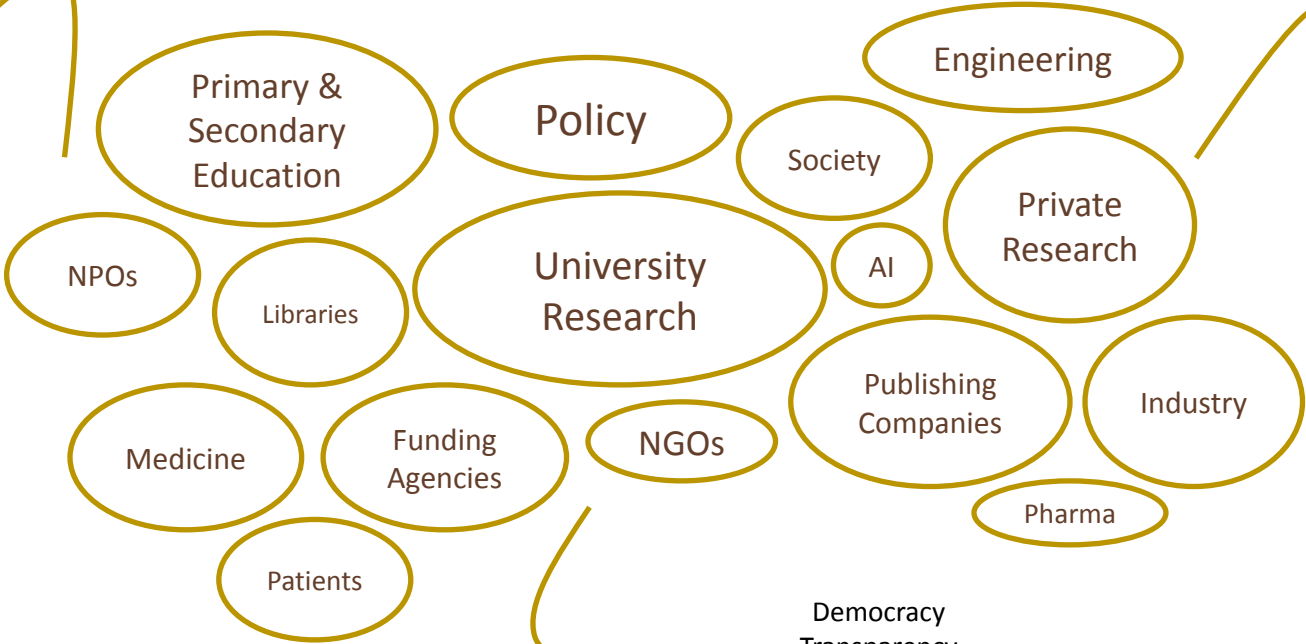 Engineering
Primary &
Secondary
Education
Policy
Society
Private
Research
NPOs
Libraries
University
Research
AI
Publishing
Companies
Industry
Medicine
Funding
Agencies
NGOs
Pharma
Patients
Democracy
Transparency